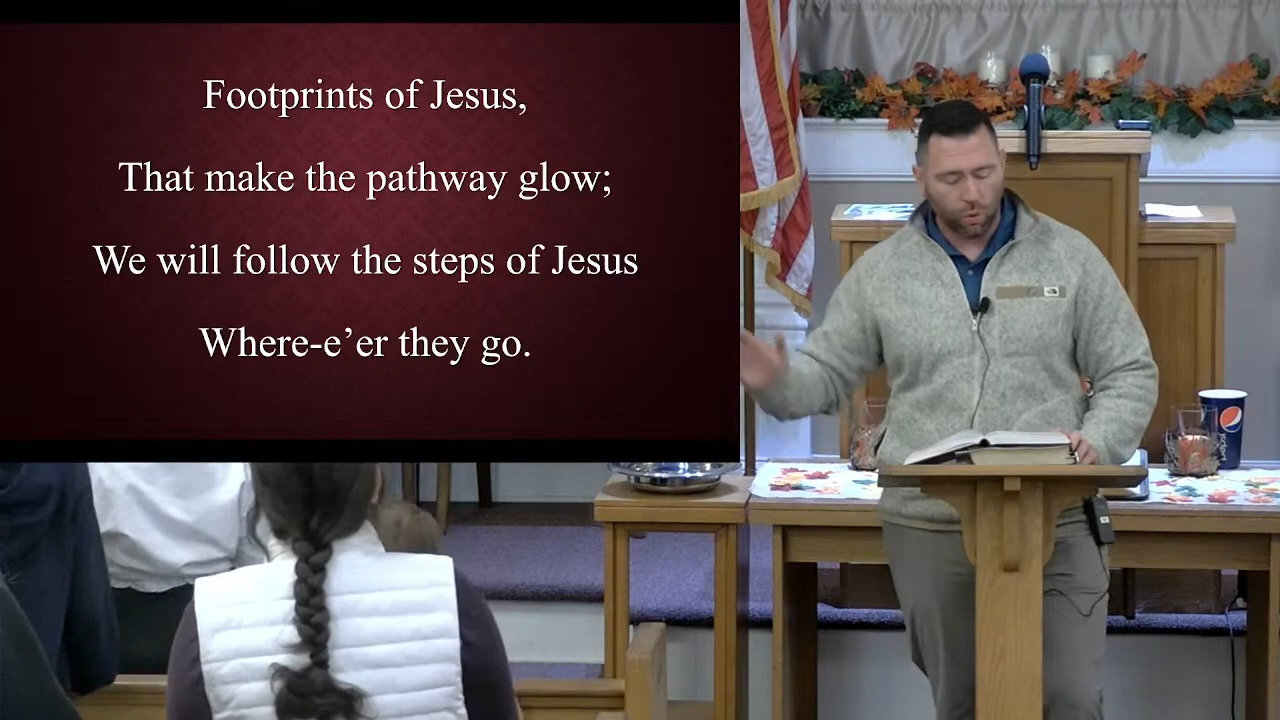 Footprints of Jesus,
That make the pathway glow;
We will follow the steps of Jesus
Where-e’er they go.